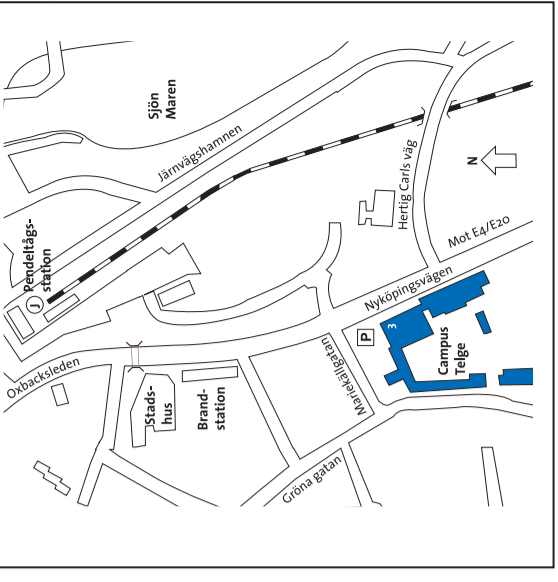 Sjön
Maren
Järnvägshamnen
J
Pendeltågs-
station
Hertig Carls väg
N
Mot E4/E20
Nyköpingsvägen
P
3
Campus
Telge
Mariekällgatan
Oxbacksleden
Stads-
hus
Brand-
station
Gröna gatan